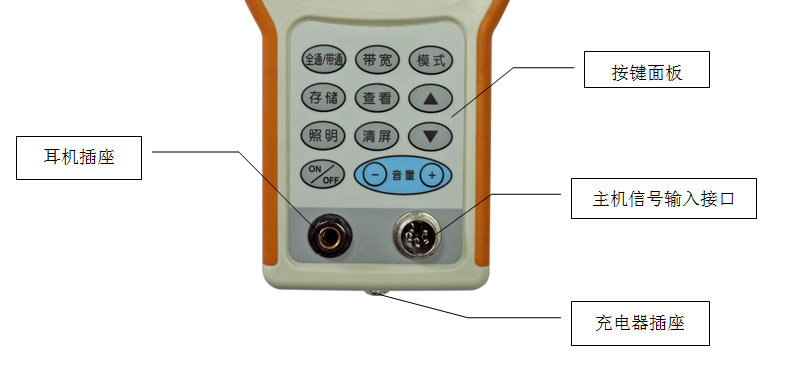 全通/带通 带宽 模式
存储 查看 ▲
照明 清屏 ▼
ON/OFF - 音量 +
按键面板
耳机插座
主机信号输入接口
充电器插座